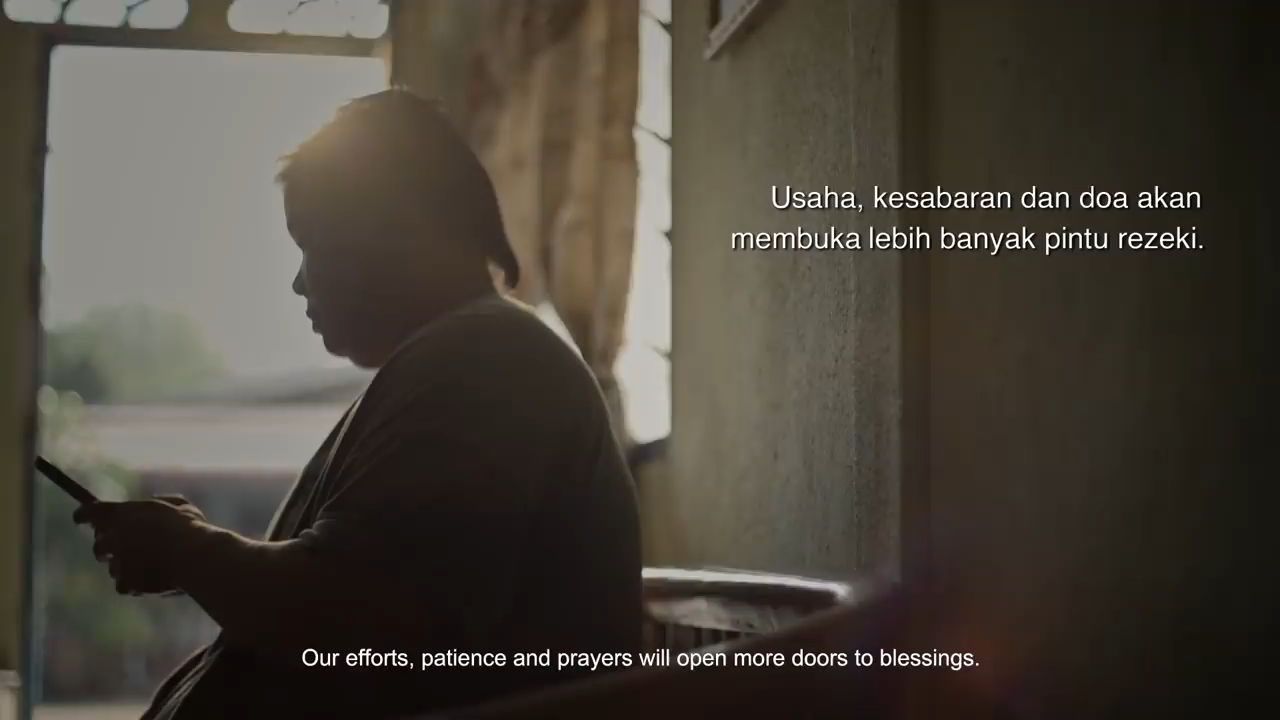 Usaha, kesabaran dan doa akan
membuka lebih banyak pintu rezeki.
Our efforts, patience and prayers will open more doors to blessings.